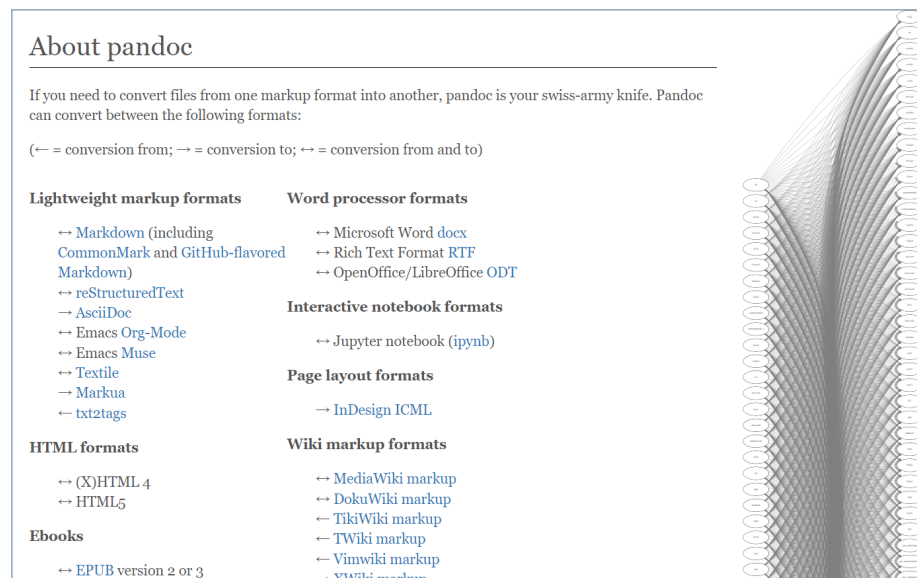 About pandoc
If you need to convert files from one markup format into another, pandoc is your swiss-army knife. Pandoc
can convert between the following formats:
(← = conversion from; → = conversion to; ↔ = conversion from and to)
Lightweight markup formats
↔ Markdown (including
CommonMark and GitHub-flavored
Markdown)
↔ reStructuredText
→ AsciiDoc
↔ Emacs Org-Mode
↔ Emacs Muse
↔ Textile
→ Markua
← txt2tags
HTML formats
↔ (X)HTML 4
↔ HTML5
Ebooks
↔ EPUB version 2 or 3
Word processor formats
↔ Microsoft Word docx
↔ Rich Text Format RTF
↔ OpenOffice/LibreOffice ODT
Interactive notebook formats
↔ Jupyter notebook (ipynb)
Page layout formats
→ InDesign ICML
Wiki markup formats
↔ MediaWiki markup
↔ DokuWiki markup
← TikiWiki markup
← TWiki markup
← Vimwiki markup
XWiki markup